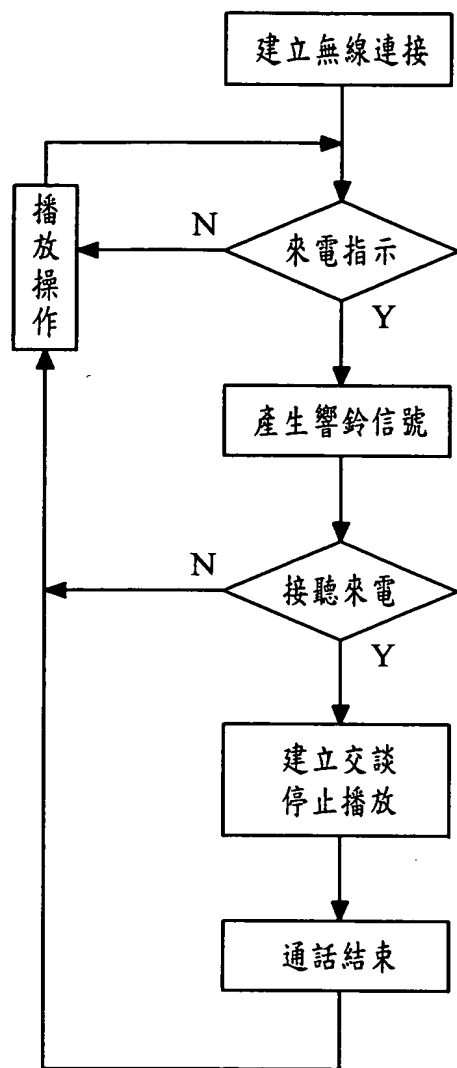 建立無線連接
播放操作
N
來電指示
Y
產生響鈴信號
N
接聽來電
Y
建立交談
停止播放
通話結束